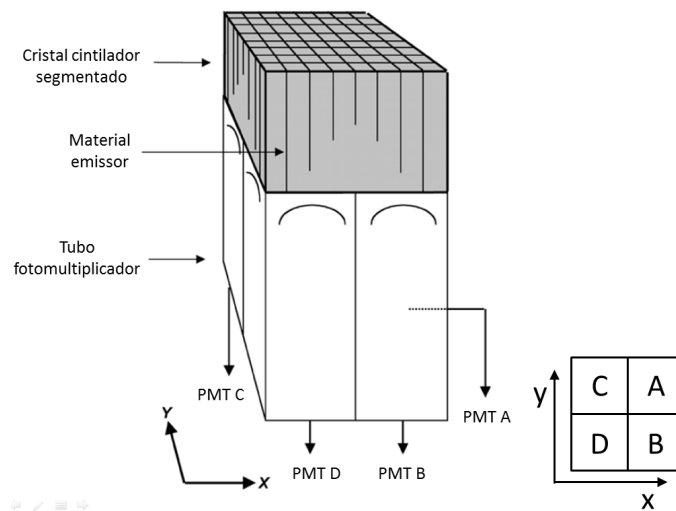 Cristal cintilador
segmentado
Material
emissor
Tubo
fotomultiplicador
PMT C
PMT A
PMT D
PMT B
Y
X
y
C A
D B
x